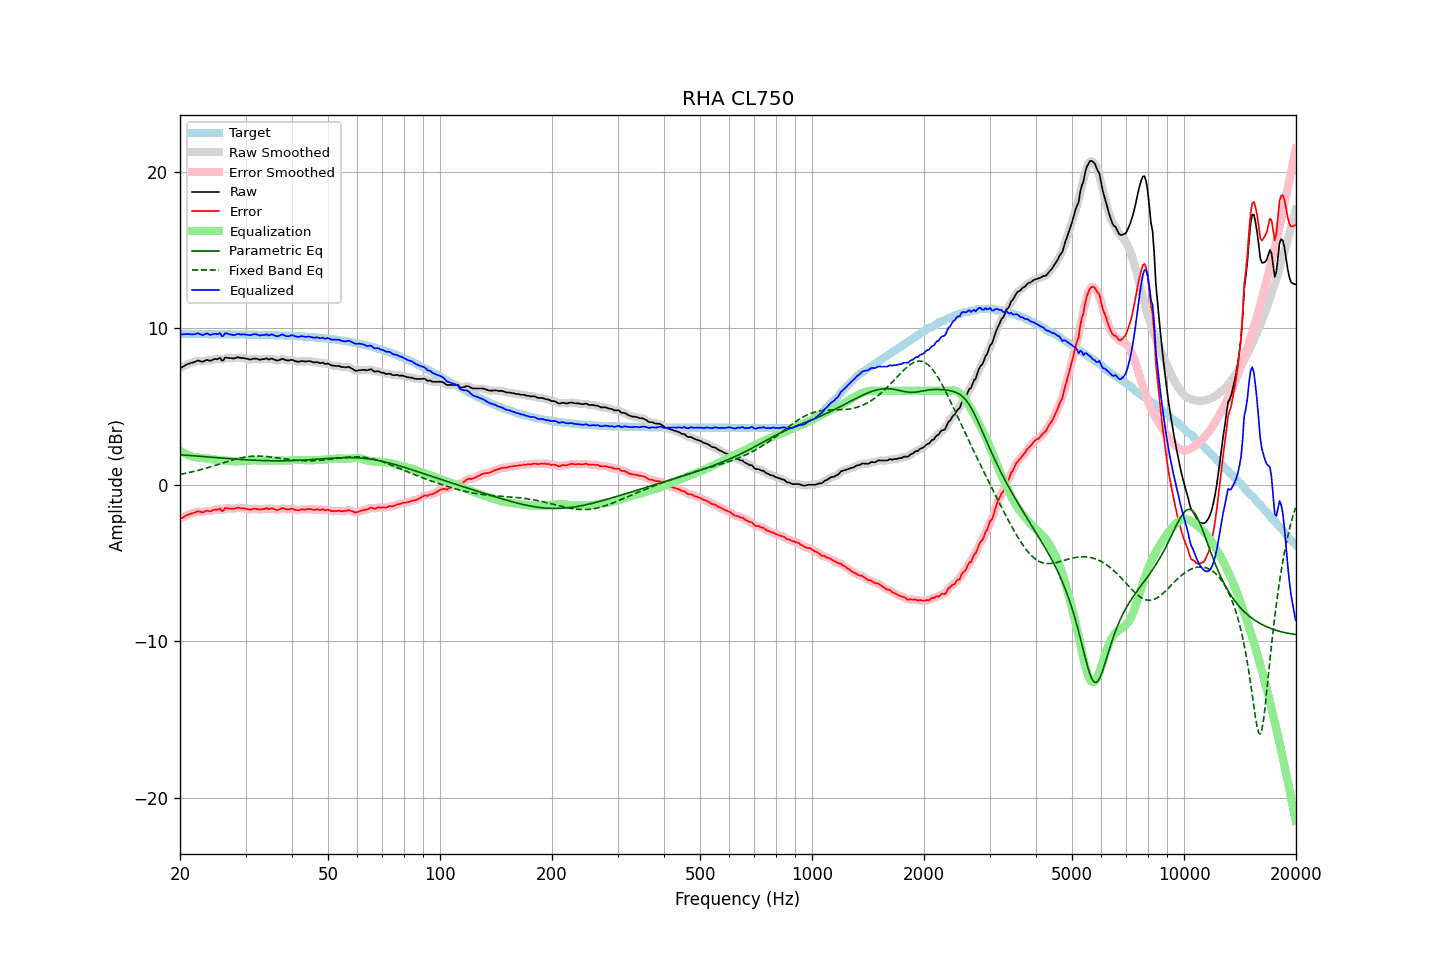 RHA CL750
Target
Raw Smoothed
Error Smoothed
Raw
Error
Equalization
Parametric Eq
Fixed Band Eq
Equalized
Amplitude (dBr)
20
10
0
−10
−20
20 50 100 200 500 1000 2000 5000 10000 20000
Frequency (Hz)